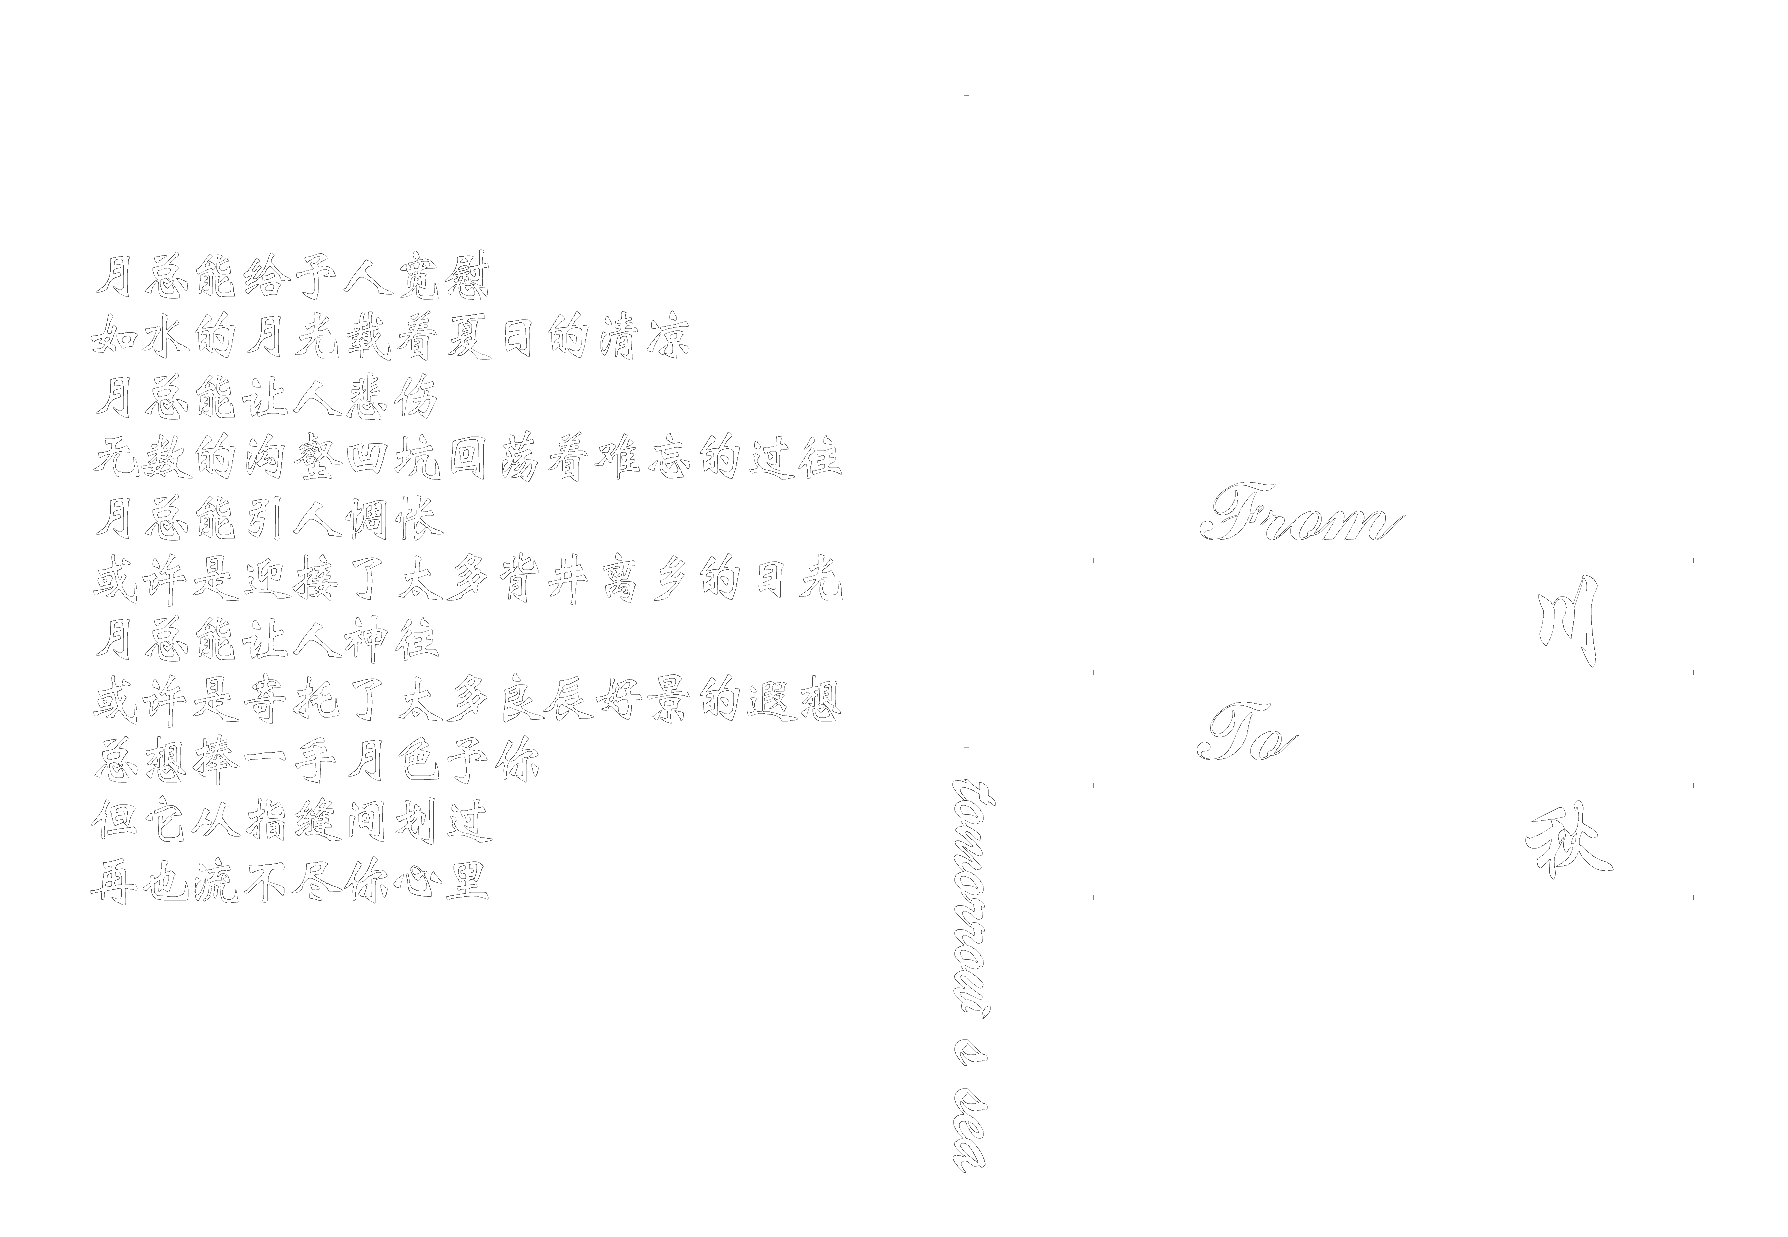 月总能给予人宽慰
如水的月光载着夏日的清凉
月总能让人悲伤
无数的沟壑凹坑回荡着难忘的过往
月总能引人惆怅
或许是迎接了太多背井离乡的目光
月总能让人神往
或许是寄托了太多良辰好景的遐想
总想捧一手月色予你
但它从指缝间划过
再也流不尽你心里
tomorrow's sea
From
川
To
秋